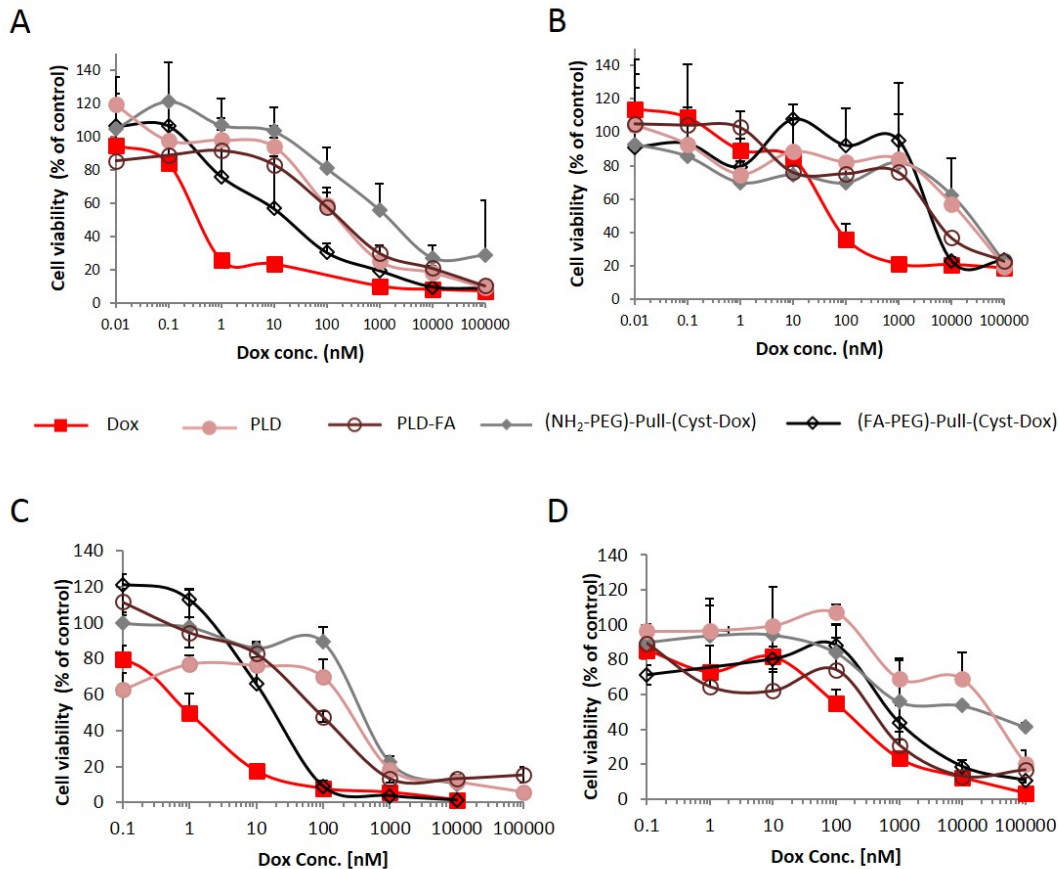 A
Cell viability (% of control)
140
120
100
80
60
40
20
0
0.01 0.1 1 10 100 1000 10000 100000
Dox conc. (nM)
B
Cell viability (% of control)
140
120
100
80
60
40
20
0
0.01 0.1 1 10 100 1000 10000 100000
Dox conc. (nM)
Dox PLD PLD-FA (NH₂-PEG)-Pull-(Cyst-Dox) (FA-PEG)-Pull-(Cyst-Dox)
C
Cell viability (% of control)
140
120
100
80
60
40
20
0
0.1 1 10 100 1000 10000 100000
Dox Conc. [nM]
D
Cell viability (% of control)
140
120
100
80
60
40
20
0
0.1 1 10 100 1000 10000 100000
Dox Conc. [nM]